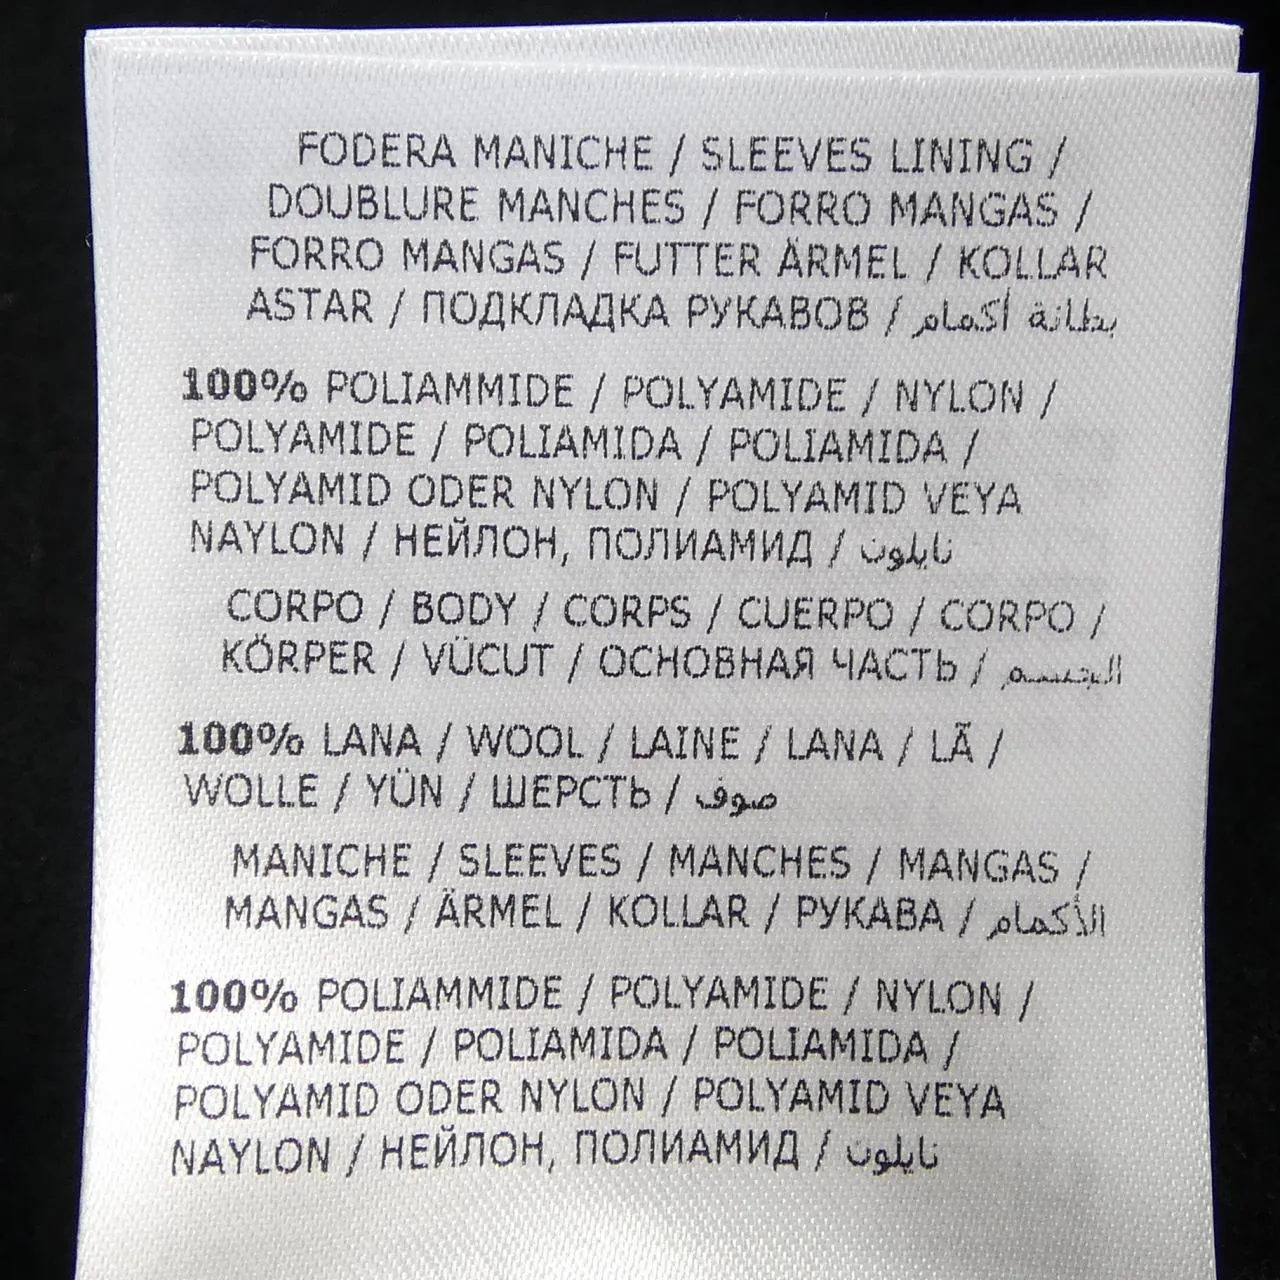 FODERA MANICHE / SLEEVES LINING /
DOUBLURE MANCHES / FORRO MANGAS /
FORRO MANGAS / FUTTER ÄRMEL / KOLLAR
ASTAR / ПОДКЛАДКА РУКАВОВ / بطانة أكمام
100% POLIAMMIDE / POLYAMIDE / NYLON /
POLYAMIDE / POLIAMIDA / POLIAMIDA /
POLYAMID ODER NYLON / POLYAMID VEYA
NAYLON / НЕЙЛОН, ПОЛИАМИД / نايلون
CORPO / BODY / CORPS / CUERPO / CORPO /
KÖRPER / VÜCUT / ОСНОВНАЯ ЧАСТЬ / الجسم
100% LANA / WOOL / LAINE / LANA / LÃ /
WOLLE / YÜN / ШЕРСТЬ / صوف
MANICHE / SLEEVES / MANCHES / MANGAS /
MANGAS / ÄRMEL / KOLLAR / РУКАВА / الأكمام
100% POLIAMMIDE / POLYAMIDE / NYLON /
POLYAMIDE / POLIAMIDA / POLIAMIDA /
POLYAMID ODER NYLON / POLYAMID VEYA
NAYLON / НЕЙЛОН, ПОЛИАМИД / نايلون